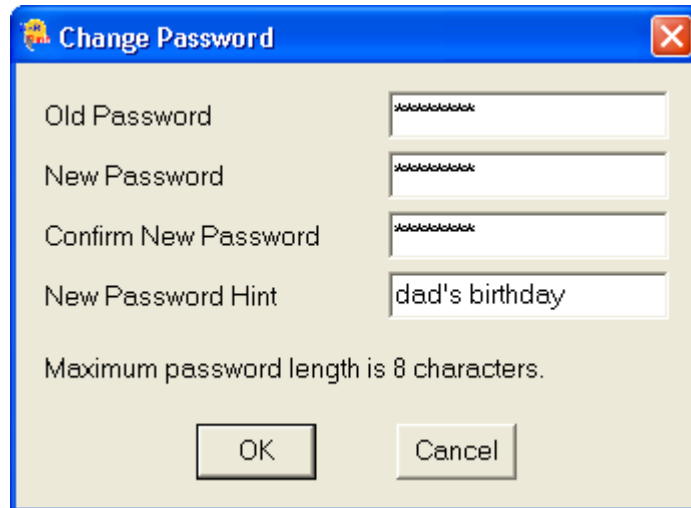 Change Password
Old Password ********
New Password ********
Confirm New Password ********
New Password Hint dad's birthday
Maximum password length is 8 characters.
OK Cancel